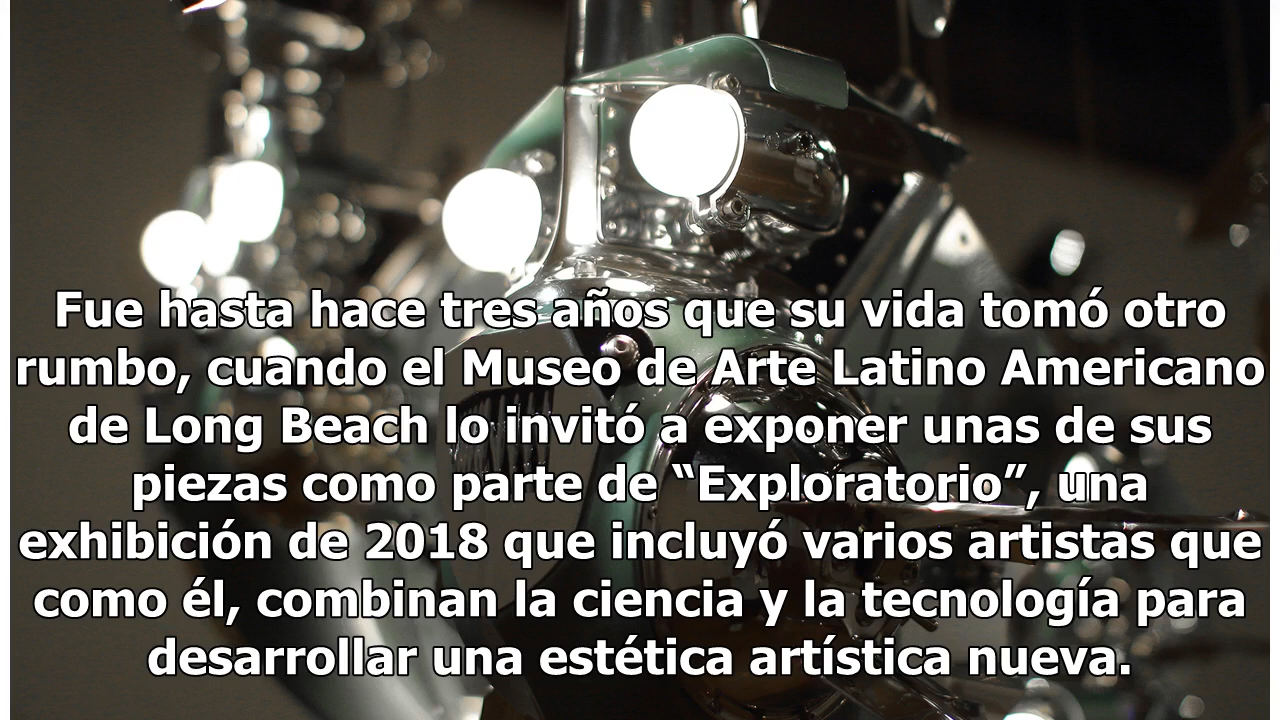 Fue hasta hace tres años que su vida tomó otro
rumbo, cuando el Museo de Arte Latino Americano
de Long Beach lo invitó a exponer unas de sus
piezas como parte de “Exploratorio”, una
exhibición de 2018 que incluyó varios artistas que
como él, combinan la ciencia y la tecnología para
desarrollar una estética artística nueva.